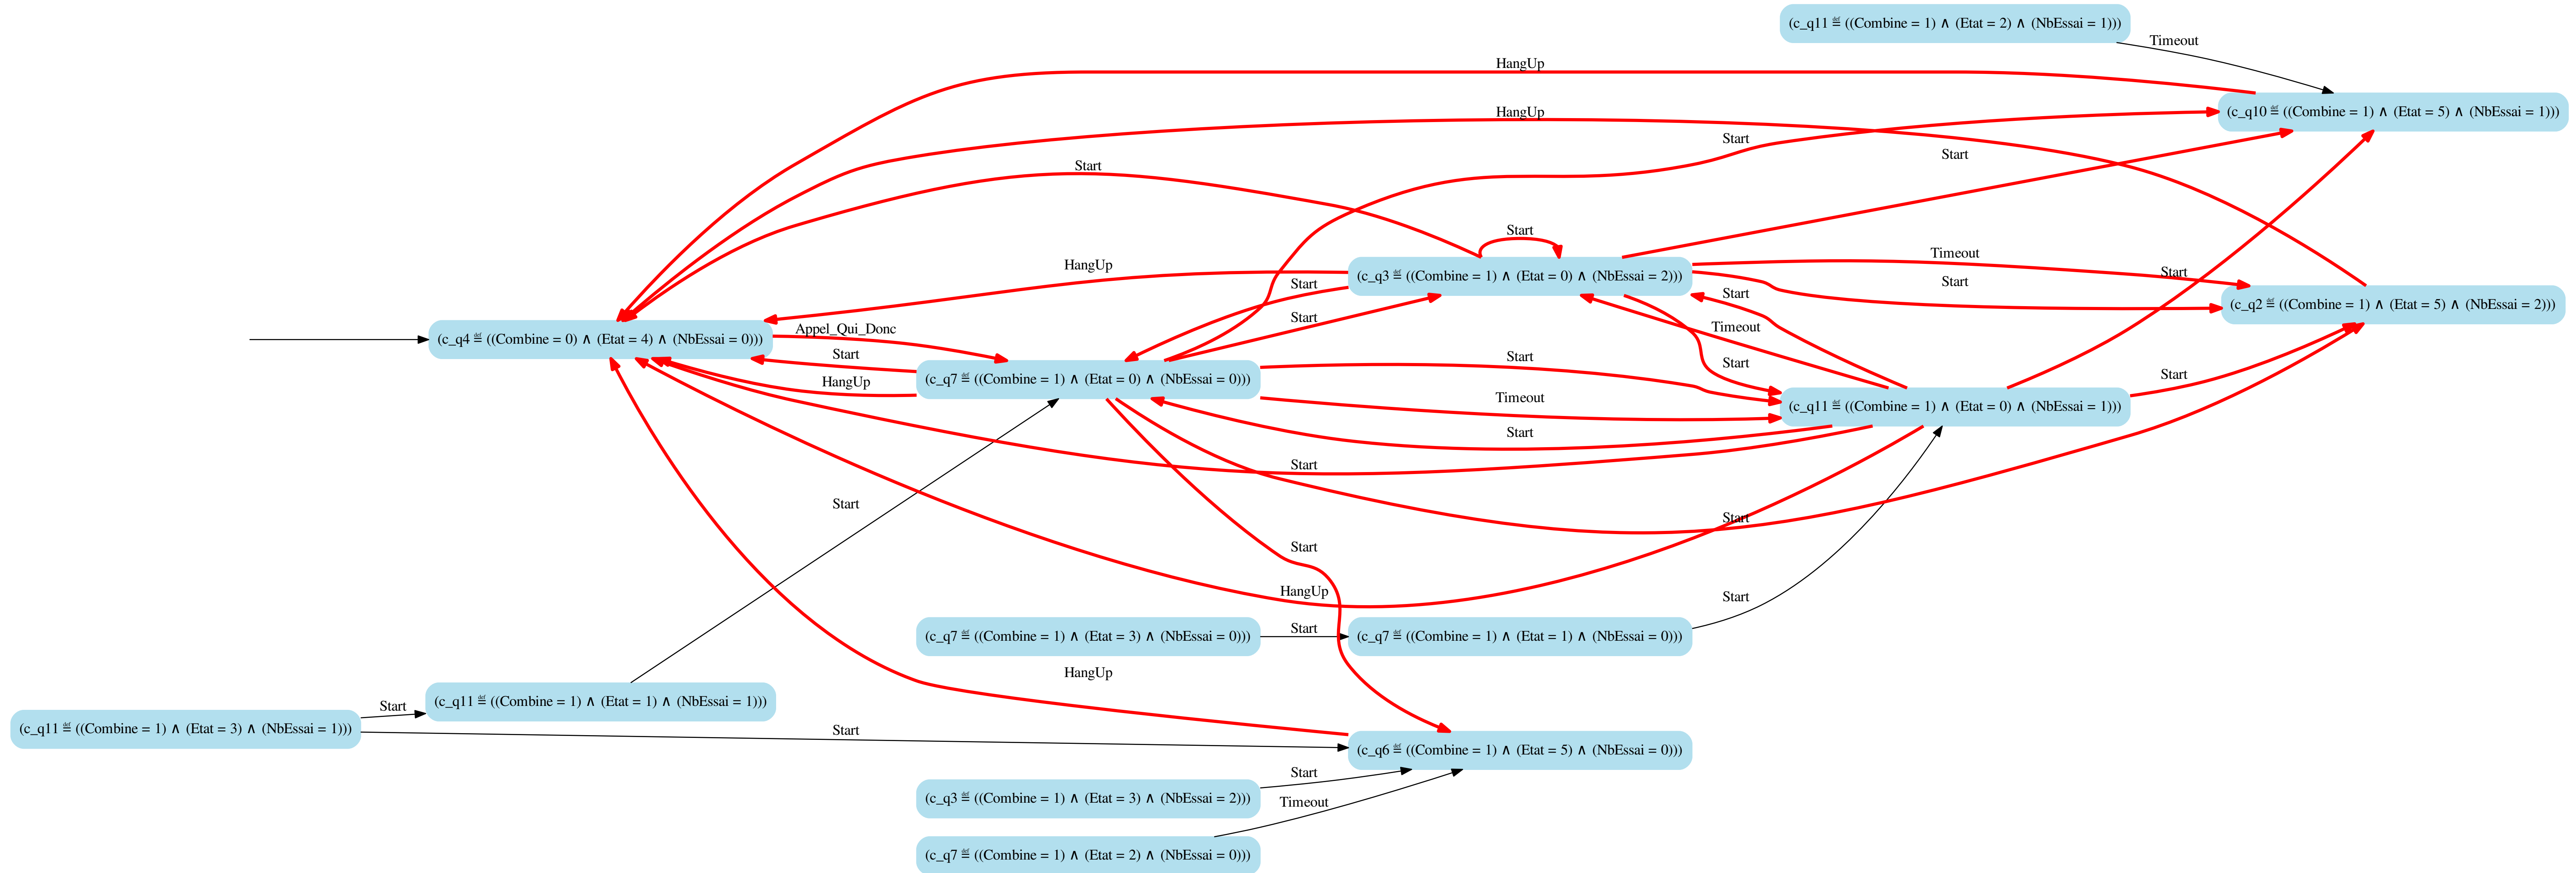 (c_q11 ≝ ((Combine = 1) ∧ (Etat = 2) ∧ (NbEssai = 1)))
Timeout
HangUp
(c_q10 ≝ ((Combine = 1) ∧ (Etat = 5) ∧ (NbEssai = 1)))
HangUp
Start
Start
Start
Start
HangUp
Timeout
Start
(c_q3 ≝ ((Combine = 1) ∧ (Etat = 0) ∧ (NbEssai = 2)))
Start
Start
Start
(c_q2 ≝ ((Combine = 1) ∧ (Etat = 5) ∧ (NbEssai = 2)))
Start
Timeout
Appel_Qui_Donc
(c_q4 ≝ ((Combine = 0) ∧ (Etat = 4) ∧ (NbEssai = 0)))
Start
Start
Start
Start
HangUp
(c_q7 ≝ ((Combine = 1) ∧ (Etat = 0) ∧ (NbEssai = 0)))
Timeout
(c_q11 ≝ ((Combine = 1) ∧ (Etat = 0) ∧ (NbEssai = 1)))
Start
Start
Start
Start
Start
HangUp
Start
(c_q7 ≝ ((Combine = 1) ∧ (Etat = 3) ∧ (NbEssai = 0)))
Start
(c_q7 ≝ ((Combine = 1) ∧ (Etat = 1) ∧ (NbEssai = 0)))
HangUp
(c_q11 ≝ ((Combine = 1) ∧ (Etat = 1) ∧ (NbEssai = 1)))
Start
(c_q11 ≝ ((Combine = 1) ∧ (Etat = 3) ∧ (NbEssai = 1)))
Start
(c_q6 ≝ ((Combine = 1) ∧ (Etat = 5) ∧ (NbEssai = 0)))
Start
(c_q3 ≝ ((Combine = 1) ∧ (Etat = 3) ∧ (NbEssai = 2)))
Timeout
(c_q7 ≝ ((Combine = 1) ∧ (Etat = 2) ∧ (NbEssai = 0)))